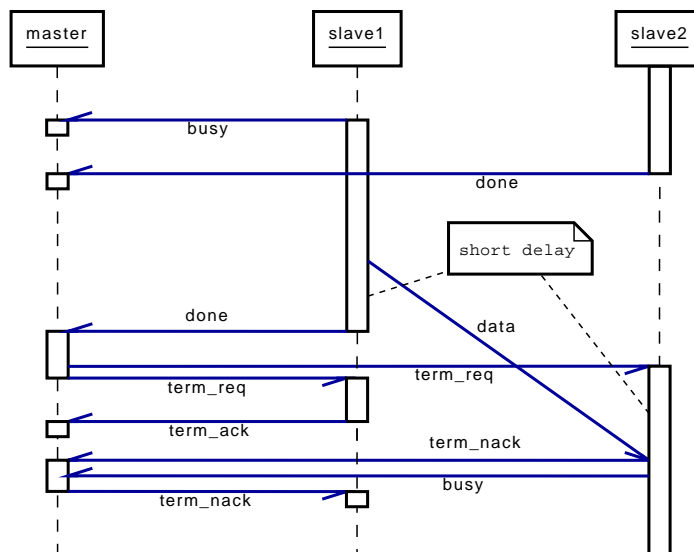 master
slave1
slave2
busy
done
short delay
done
data
term_req
term_req
term_ack
term_nack
busy
term_nack